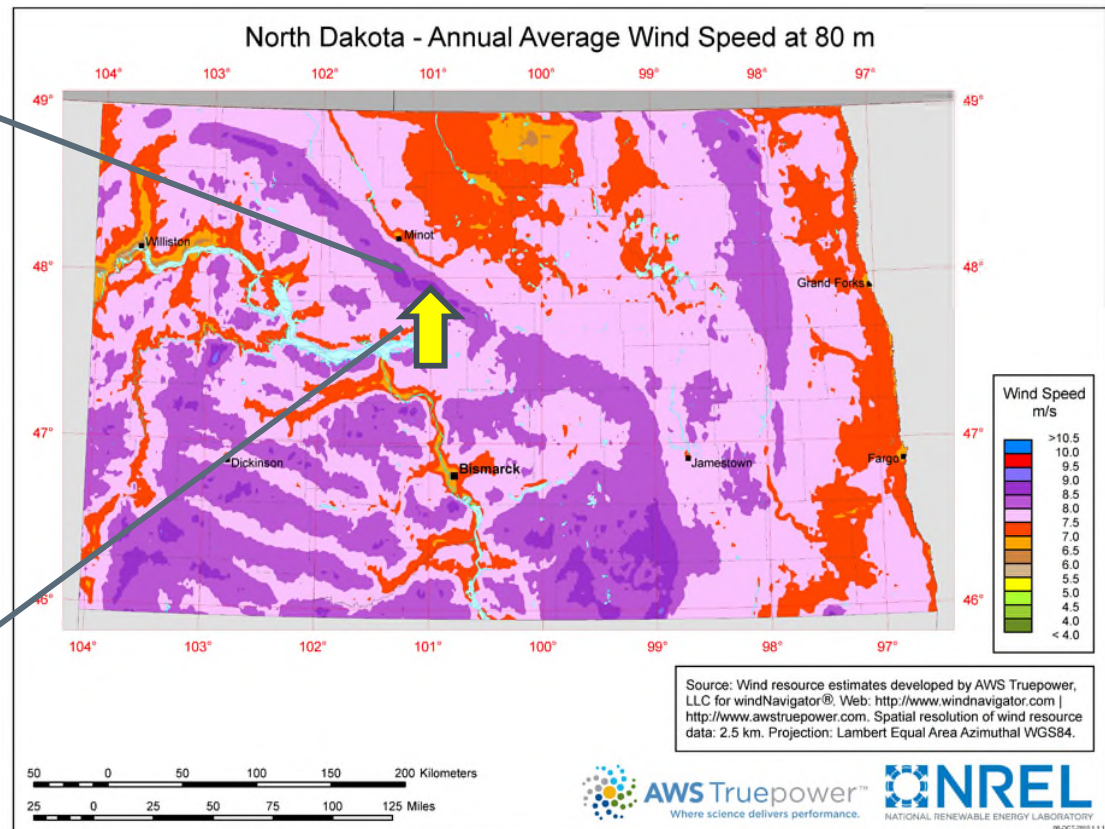 North Dakota - Annual Average Wind Speed at 80 m
104° 103° 102° 101° 100° 99° 98° 97°
49° 49°
Minot
Williston
48° 48°
Grand Forks
47° 47°
Dickinson
Bismarck
Jamestown
Fargo
46° 46°
104° 103° 102° 101° 100° 99° 98° 97°
Wind Speed
m/s
>10.5
10.0
9.5
9.0
8.5
8.0
7.5
7.0
6.5
6.0
5.5
5.0
4.5
4.0
< 4.0
Source: Wind resource estimates developed by AWS Truepower,
LLC for windNavigator®. Web: http://www.windnavigator.com |
http://www.awstruepower.com. Spatial resolution of wind resource
data: 2.5 km. Projection: Lambert Equal Area Azimuthal WGS84.
50 0 50 100 150 200 Kilometers
25 0 25 50 75 100 125 Miles
AWS Truepower™
Where science delivers performance.
NREL
NATIONAL RENEWABLE ENERGY LABORATORY